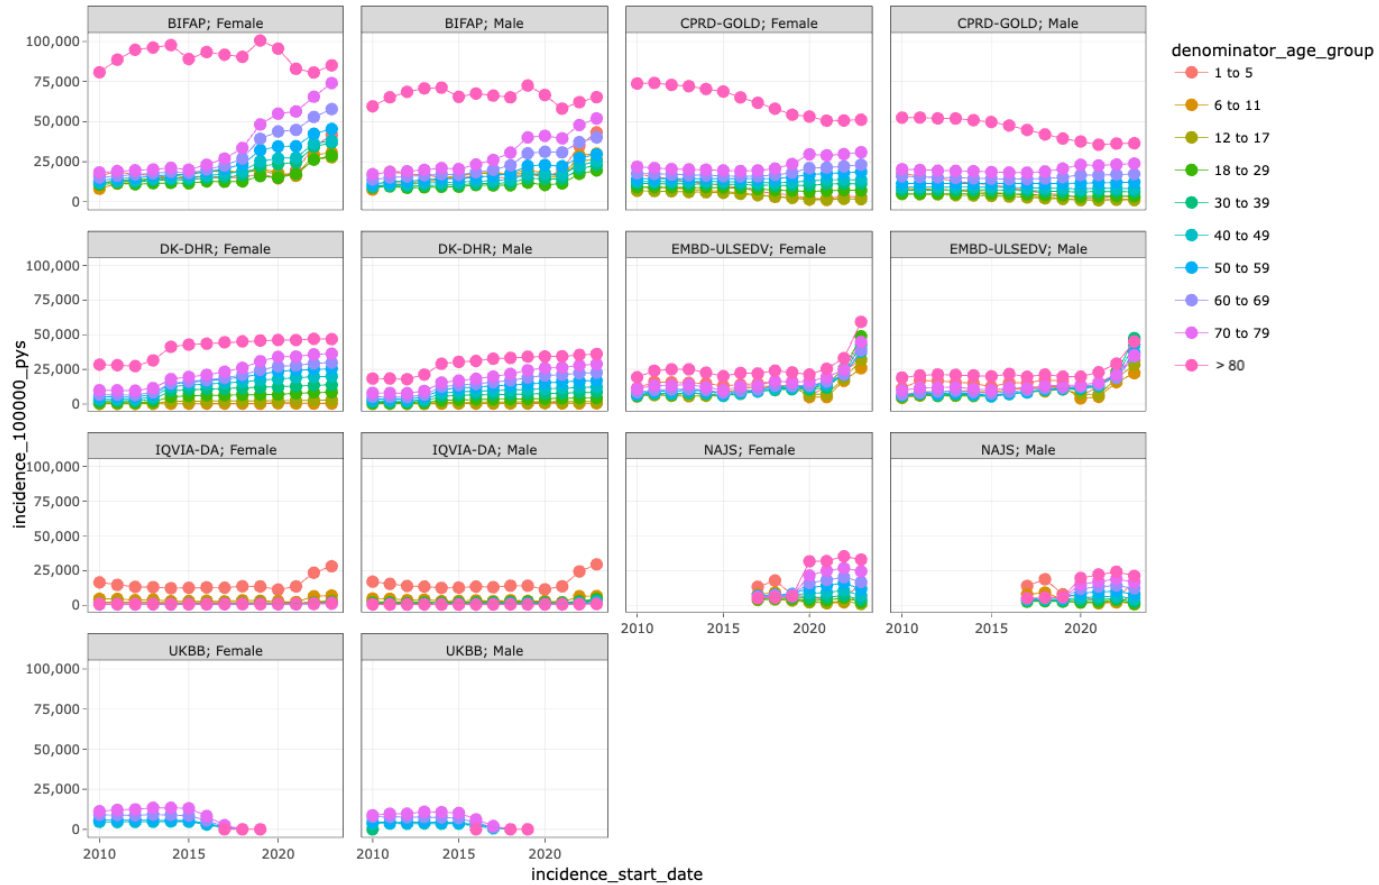 BIFAP; Female
BIFAP; Male
CPRD-GOLD; Female
CPRD-GOLD; Male
100,000
75,000
50,000
25,000
0
DK-DHR; Female
DK-DHR; Male
EMBD-ULSEDV; Female
EMBD-ULSEDV; Male
100,000
75,000
50,000
25,000
0
IQVIA-DA; Female
IQVIA-DA; Male
NAJS; Female
NAJS; Male
100,000
75,000
50,000
25,000
0
2010 2015 2020
2010 2015 2020
UKBB; Female
UKBB; Male
100,000
75,000
50,000
25,000
0
2010 2015 2020
2010 2015 2020
incidence_start_date
incidence_100000_pys
denominator_age_group
1 to 5
6 to 11
12 to 17
18 to 29
30 to 39
40 to 49
50 to 59
60 to 69
70 to 79
> 80